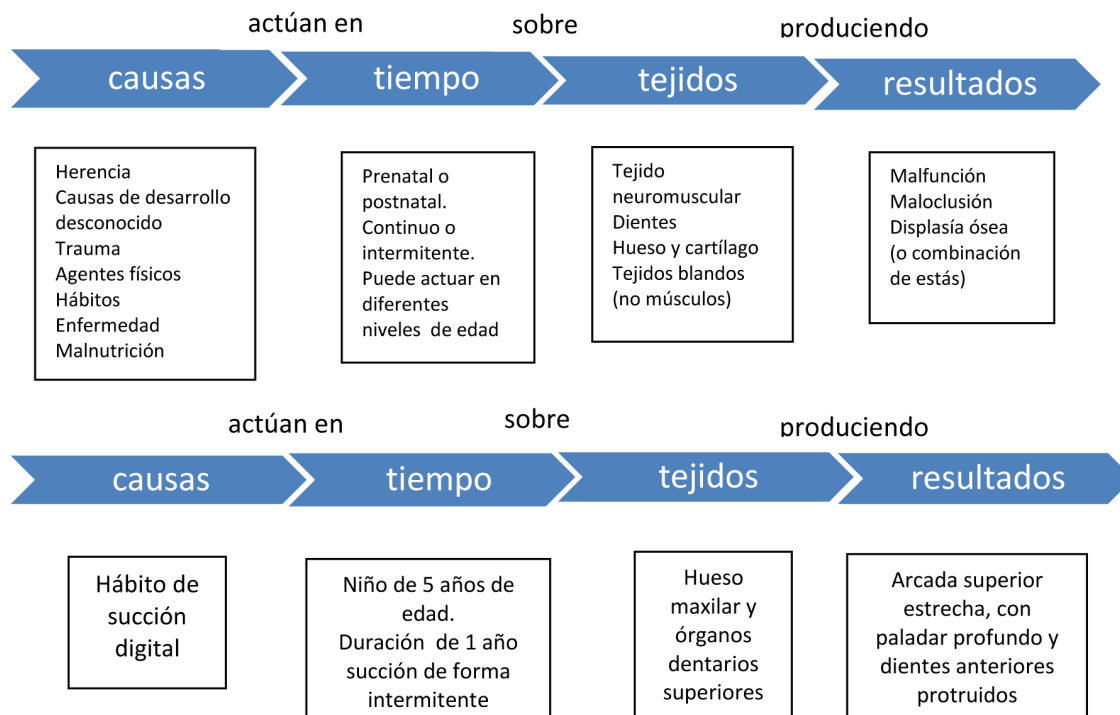 actúan en sobre produciendo
causas tiempo tejidos resultados
Herencia
Causas de desarrollo
desconocido
Trauma
Agentes físicos
Hábitos
Enfermedad
Malnutrición
Prenatal o
postnatal.
Continuo o
intermitente.
Puede actuar en
diferentes
niveles de edad
Tejido
neuromuscular
Dientes
Hueso y cartílago
Tejidos blandos
(no músculos)
Malfunción
Maloclusión
Displasía ósea
(o combinación
de estás)
actúan en sobre produciendo
causas tiempo tejidos resultados
Hábito de
succión
digital
Niño de 5 años de
edad.
Duración de 1 año
succión de forma
intermitente
Hueso
maxilar y
órganos
dentarios
superiores
Arcada superior
estrecha, con
paladar profundo y
dientes anteriores
protruidos